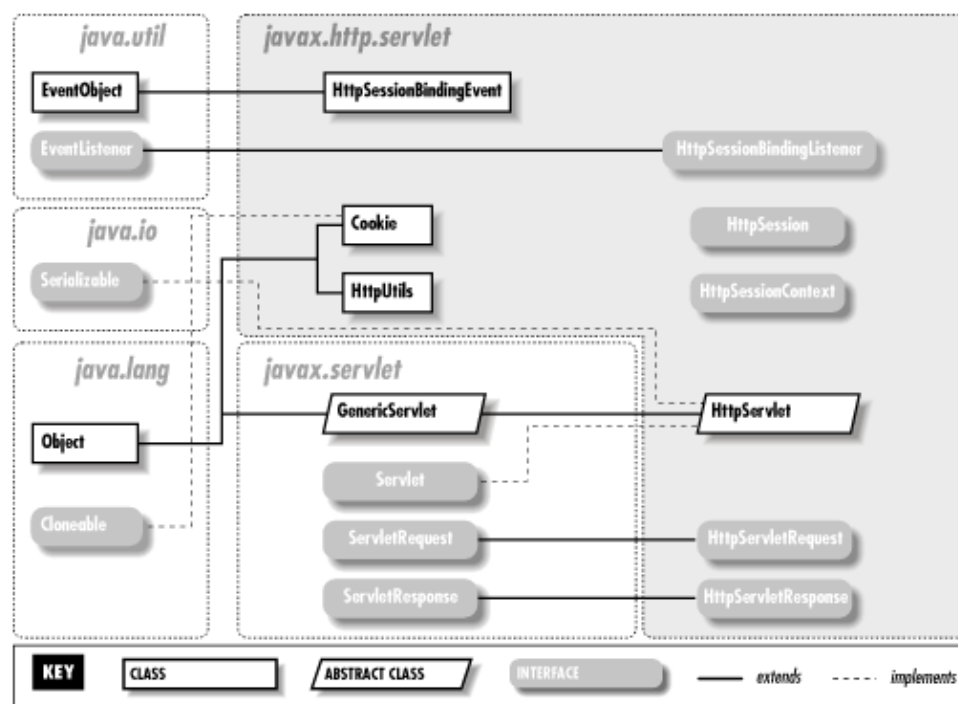 java.util
javax.http.servlet
EventObject
HttpSessionBindingEvent
EventListener
HttpSessionBindingListener
java.io
Cookie
HttpSession
Serializable
HttpUtils
HttpSessionContext
java.lang
javax.servlet
GenericServlet
HttpServlet
Object
Servlet
Cloneable
ServletRequest
HttpServletRequest
ServletResponse
HttpServletResponse
KEY
CLASS
ABSTRACT CLASS
INTERFACE
extends
implements